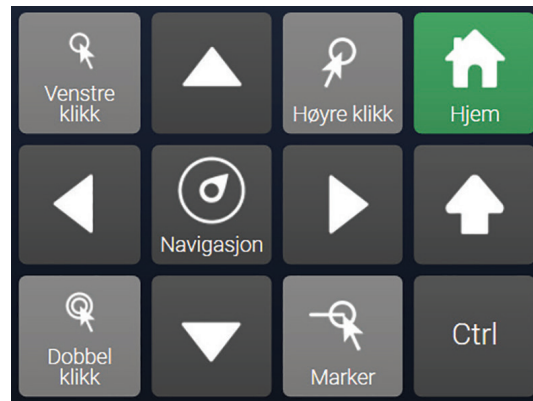 Venstre
klikk
Høyre klikk
Hjem
Navigasjon
Dobbel
klikk
Marker
Ctrl